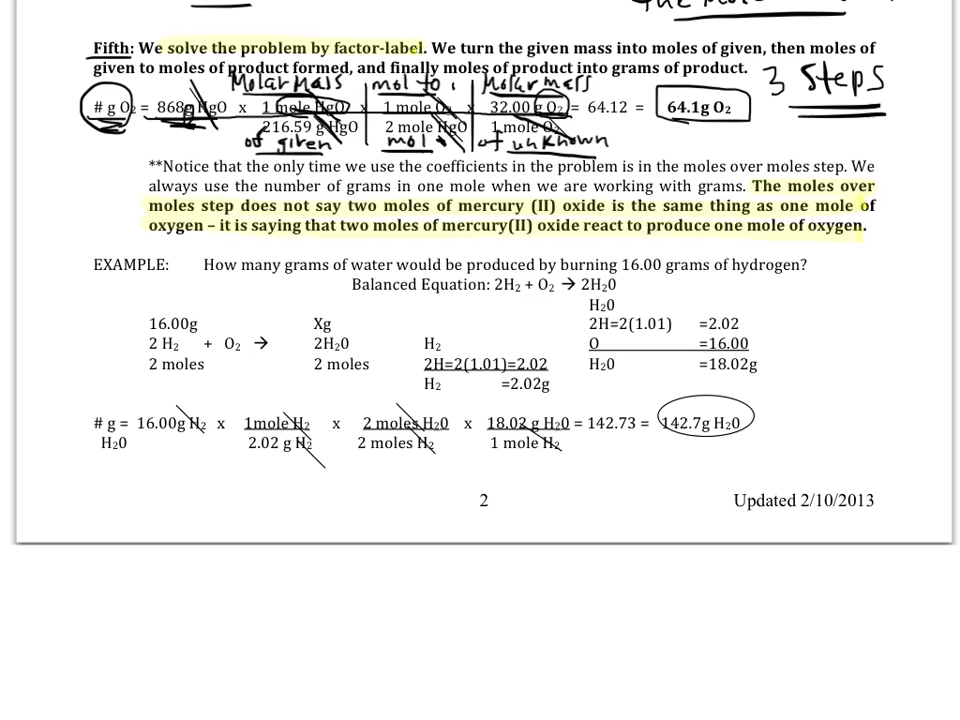 the Mole
Fifth: We solve the problem by factor-label. We turn the given mass into moles of given, then moles of
given to moles of product formed, and finally moles of product into grams of product.
Molar Mass mol to Molar mass 3 Steps
# g O₂ = 868g HgO x 1 mole HgO x 1 mole O₂ x 32.00 g O₂ = 64.12 = 64.1g O₂
216.59 g HgO 2 mole HgO 1 mole O₂
of given mol of unknown
**Notice that the only time we use the coefficients in the problem is in the moles over moles step. We
always use the number of grams in one mole when we are working with grams. The moles over
moles step does not say two moles of mercury (II) oxide is the same thing as one mole of
oxygen – it is saying that two moles of mercury(II) oxide react to produce one mole of oxygen.
EXAMPLE: How many grams of water would be produced by burning 16.00 grams of hydrogen?
Balanced Equation: 2H₂ + O₂ → 2H₂0
H₂0
16.00g Xg 2H=2(1.01) =2.02
2 H₂ + O₂ → 2H₂0 H₂ O =16.00
2 moles 2 moles 2H=2(1.01)=2.02 H₂0 =18.02g
H₂ =2.02g
# g = 16.00g H₂ x 1mole H₂ x 2 moles H₂0 x 18.02 g H₂0 = 142.73 = 142.7g H₂0
H₂0 2.02 g H₂ 2 moles H₂ 1 mole H₂
2 Updated 2/10/2013